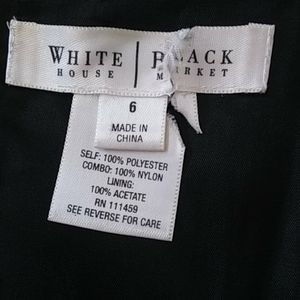 WHITE | BLACK
HOUSE | MARKET
6
MADE IN
CHINA
SELF: 100% POLYESTER
COMBO: 100% NYLON
LINING:
100% ACETATE
RN 111459
SEE REVERSE FOR CARE